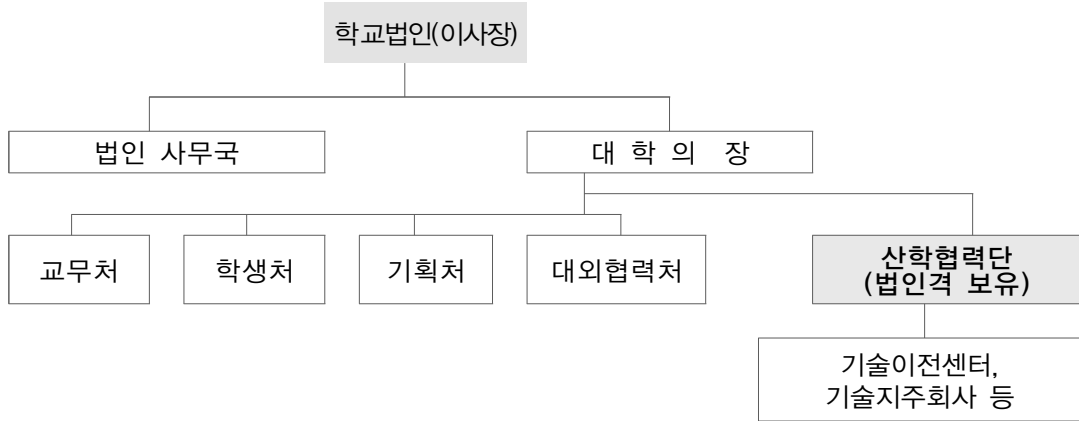 학교법인(이사장)
법인 사무국
대 학 의 장
교무처
학생처
기획처
대외협력처
산학협력단
(법인격 보유)
기술이전센터,
기술지주회사 등